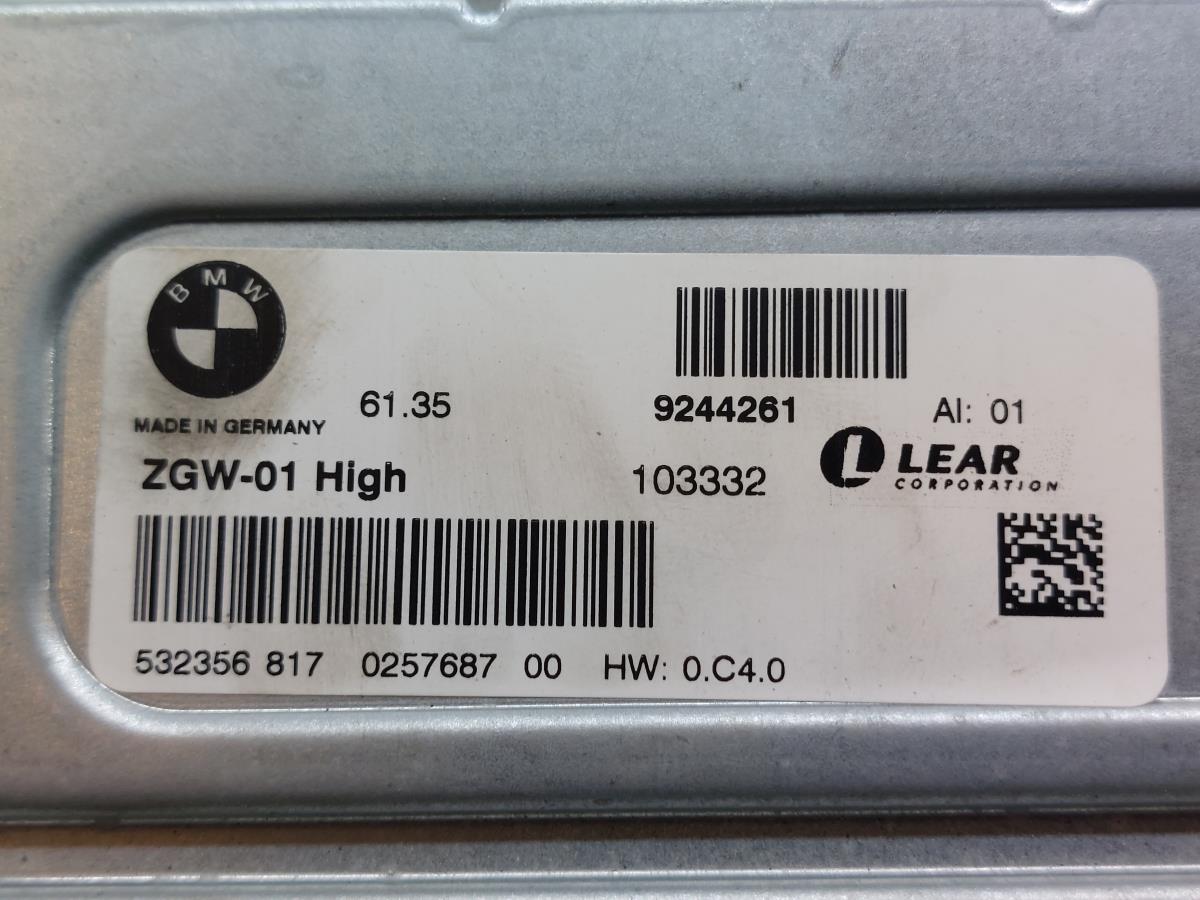 BMW
MADE IN GERMANY
61.35
9244261
AI: 01
ZGW-01 High
103332
LEAR
CORPORATION
532356 817 0257687 00 HW: 0.C4.0